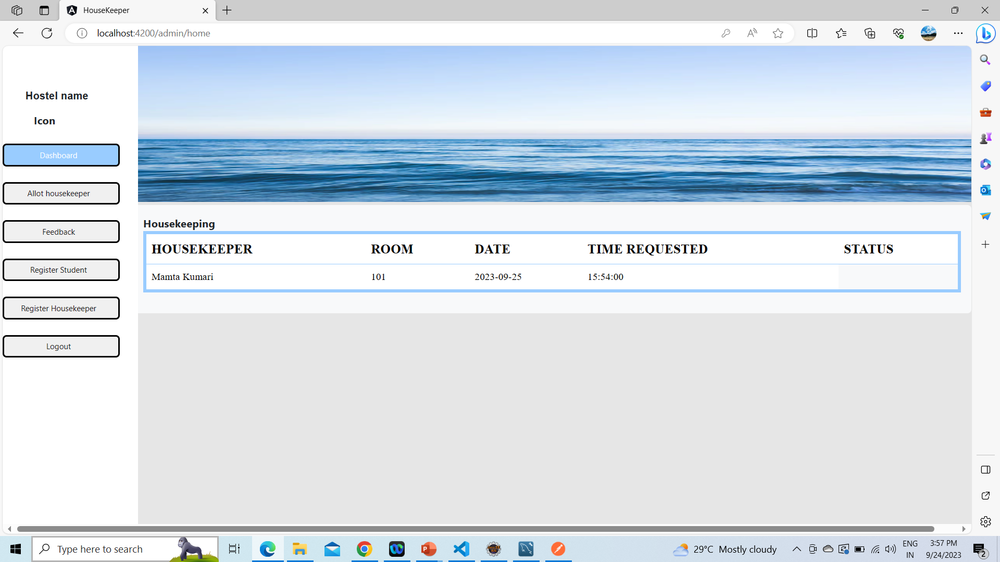 HouseKeeper
localhost:4200/admin/home
Hostel name
Icon
Dashboard
Allot housekeeper
Feedback
Register Student
Register Housekeeper
Logout
Housekeeping
HOUSEKEEPER ROOM DATE TIME REQUESTED STATUS
Mamta Kumari 101 2023-09-25 15:54:00
Type here to search
29°C Mostly cloudy
ENG
IN
3:57 PM
9/24/2023
2